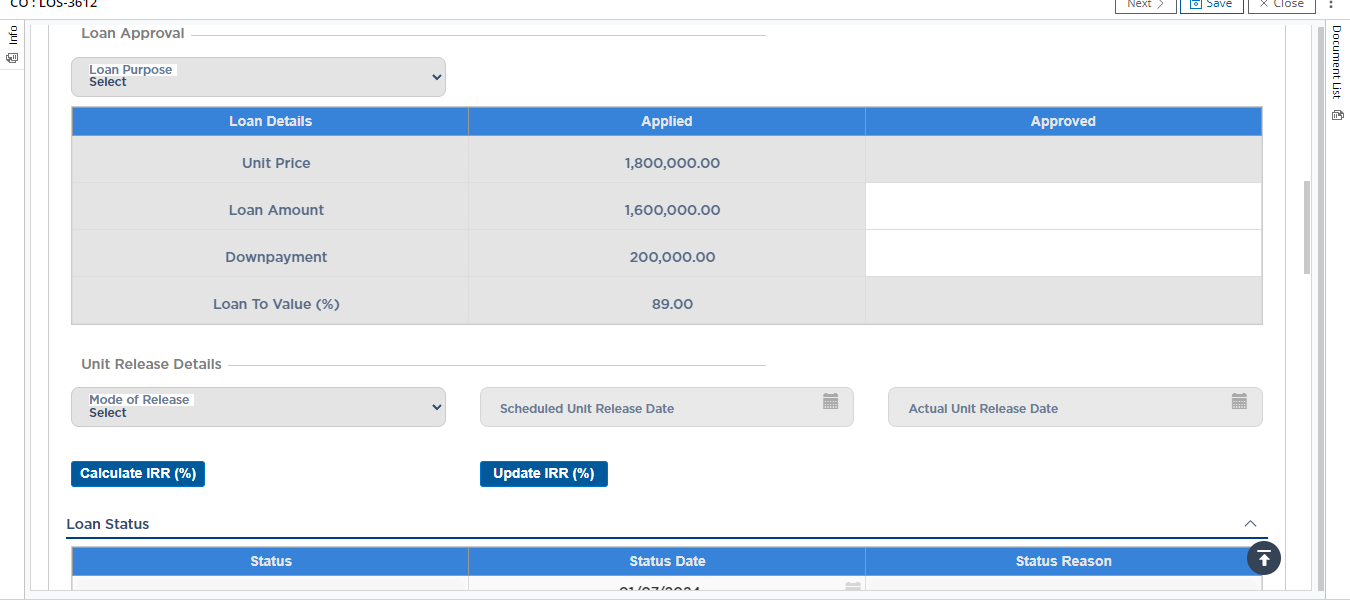 CO : LOS-3612
Next
Save
Close
Info
Document List
Loan Approval
Loan Purpose
Select
Loan Details Applied Approved
Unit Price 1,800,000.00
Loan Amount 1,600,000.00
Downpayment 200,000.00
Loan To Value (%) 89.00
Unit Release Details
Mode of Release
Select
Scheduled Unit Release Date
Actual Unit Release Date
Calculate IRR (%)
Update IRR (%)
Loan Status
Status Status Date Status Reason
01/07/2024